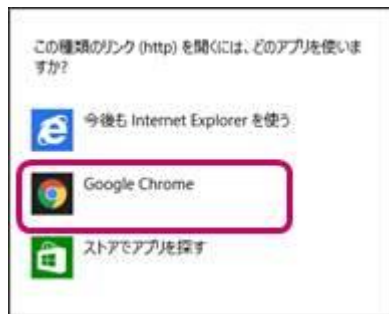 この種類のリンク (http) を開くには、どのアプリを使いま
すか?
今後も Internet Explorer を使う
Google Chrome
ストアでアプリを探す